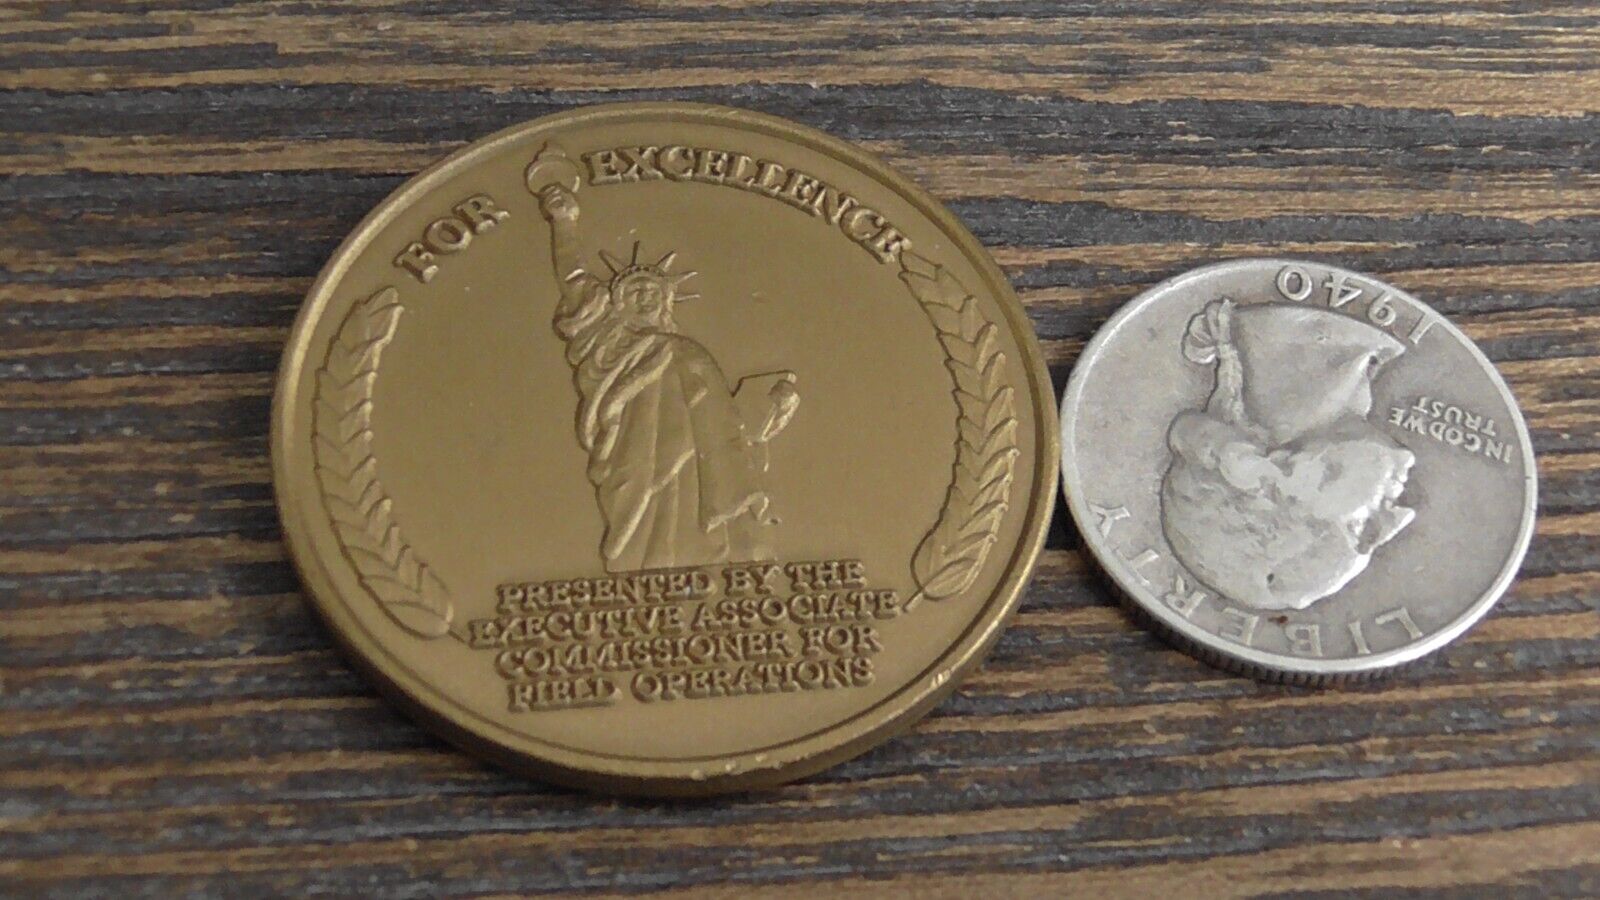 FOR EXCELLENCE
PRESENTED BY THE
EXECUTIVE ASSOCIATE
COMMISSIONER FOR
FIELD OPERATIONS
1940
IN GOD WE
TRUST
LIBERTY